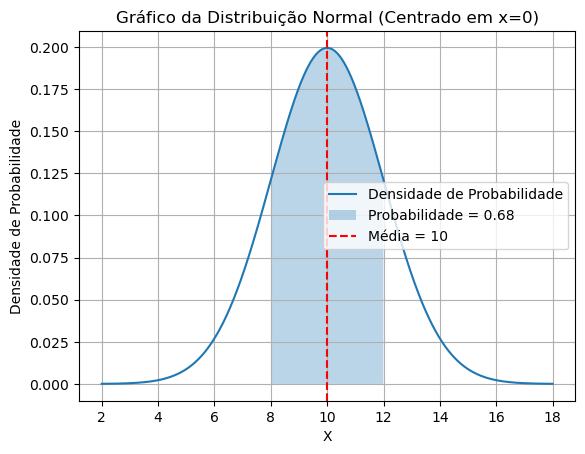 Gráfico da Distribuição Normal (Centrado em x=0)
Densidade de Probabilidade
0.200
0.175
0.150
0.125
0.100
0.075
0.050
0.025
0.000
Densidade de Probabilidade
Probabilidade = 0.68
Média = 10
2 4 6 8 10 12 14 16 18
X